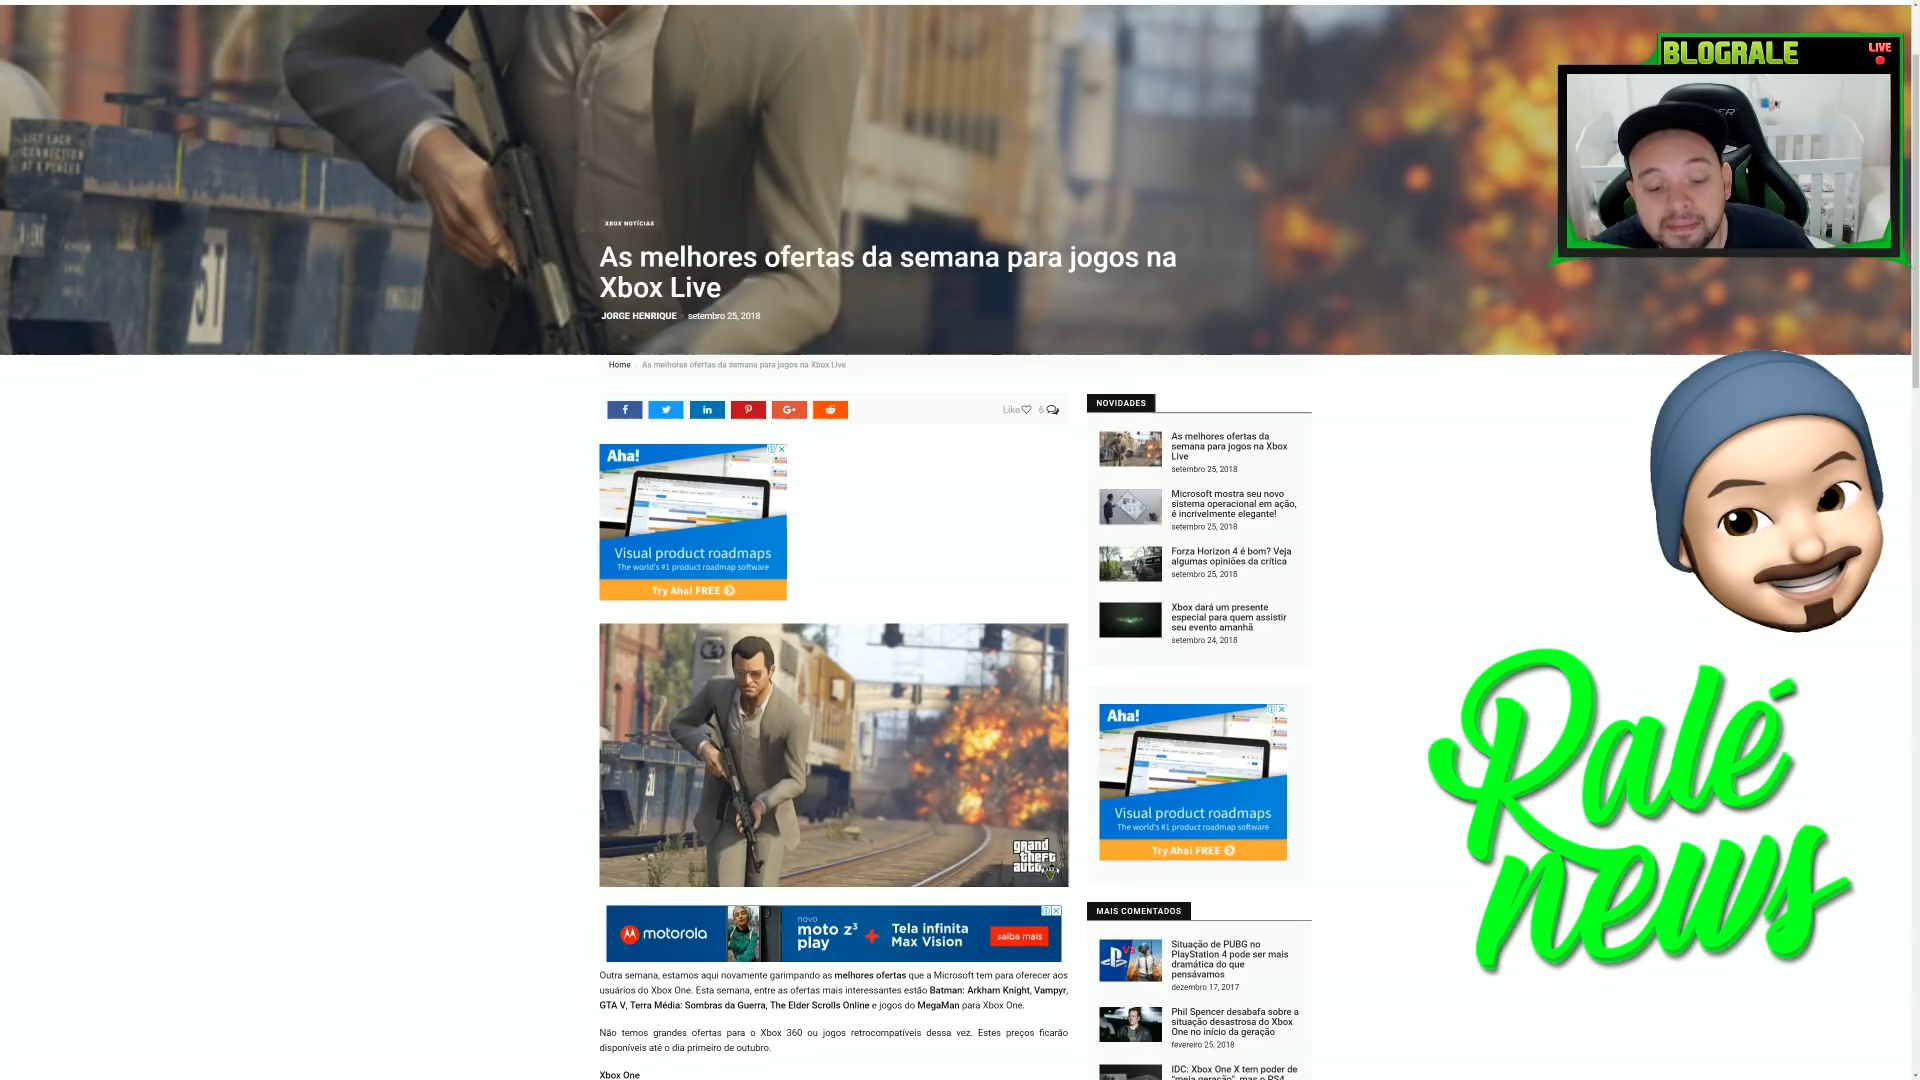 BLOGRALE
LIVE
LIFT EACH
CONNECTION
AT 4 PLACES
51
XBOX NOTÍCIAS
As melhores ofertas da semana para jogos na
Xbox Live
JORGE HENRIQUE - setembro 25, 2018
Home
As melhores ofertas da semana para jogos na Xbox Live
Like
6
Aha!
Visual product roadmaps
The world's #1 product roadmap software
Try Aha! FREE
grand
theft
auto
V
motorola
novo
moto z³
play
+
Tela infinita
Max Vision
saiba mais
Outra semana, estamos aqui novamente garimpando as melhores ofertas que a Microsoft tem para oferecer aos
usuários do Xbox One. Esta semana, entre as ofertas mais interessantes estão Batman: Arkham Knight, Vampyr,
GTA V, Terra Média: Sombras da Guerra, The Elder Scrolls Online e jogos do MegaMan para Xbox One.
Não temos grandes ofertas para o Xbox 360 ou jogos retrocompatíveis dessa vez. Estes preços ficarão
disponíveis até o dia primeiro de outubro.
Xbox One
NOVIDADES
As melhores ofertas da
semana para jogos na Xbox
Live
setembro 25, 2018
Microsoft mostra seu novo
sistema operacional em ação,
é incrivelmente elegante!
setembro 25, 2018
Forza Horizon 4 é bom? Veja
algumas opiniões da crítica
setembro 25, 2018
Xbox dará um presente
especial para quem assistir
seu evento amanhã
setembro 24, 2018
Aha!
Visual product roadmaps
The world's #1 product roadmap software
Try Aha! FREE
MAIS COMENTADOS
Situação de PUBG no
PlayStation 4 pode ser mais
dramática do que
pensávamos
dezembro 17, 2017
Phil Spencer desabafa sobre a
situação desastrosa do Xbox
One no início da geração
fevereiro 25, 2018
IDC: Xbox One X tem poder de
"meia geração", mas o PS4
Ralé
news